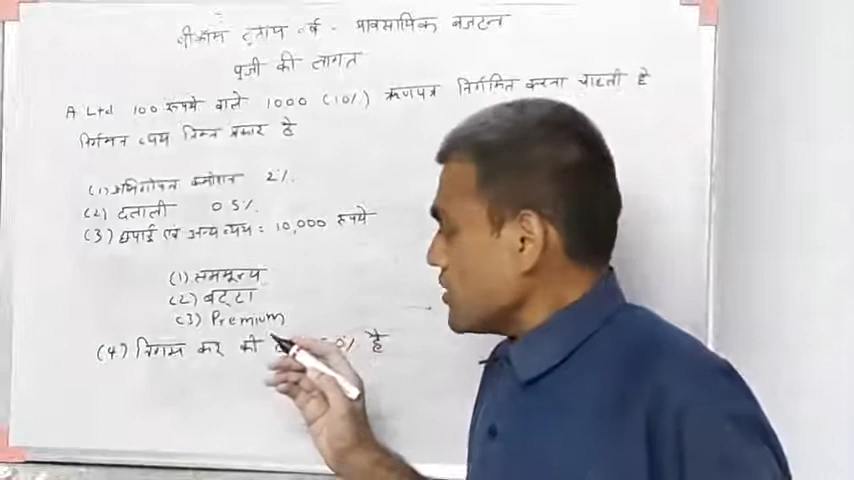 बीकॉम तृतीय वर्ष - व्यावसायिक बजटन
पूंजी की लागत
A Ltd 100 रूपये वाले 1000 (10%) ऋणपत्र निर्गमित करना चाहती है
निर्गमन व्यय निम्न प्रकार है
(1) अभिगोपन कमीशन 2%.
(2) दलाली 0.5%.
(3) छपाई एवं अन्य व्यय : 10,000 रूपये
(1) सममूल्य
(2) बट्टा
(3) Premium
(4) निगम कर की 0% है